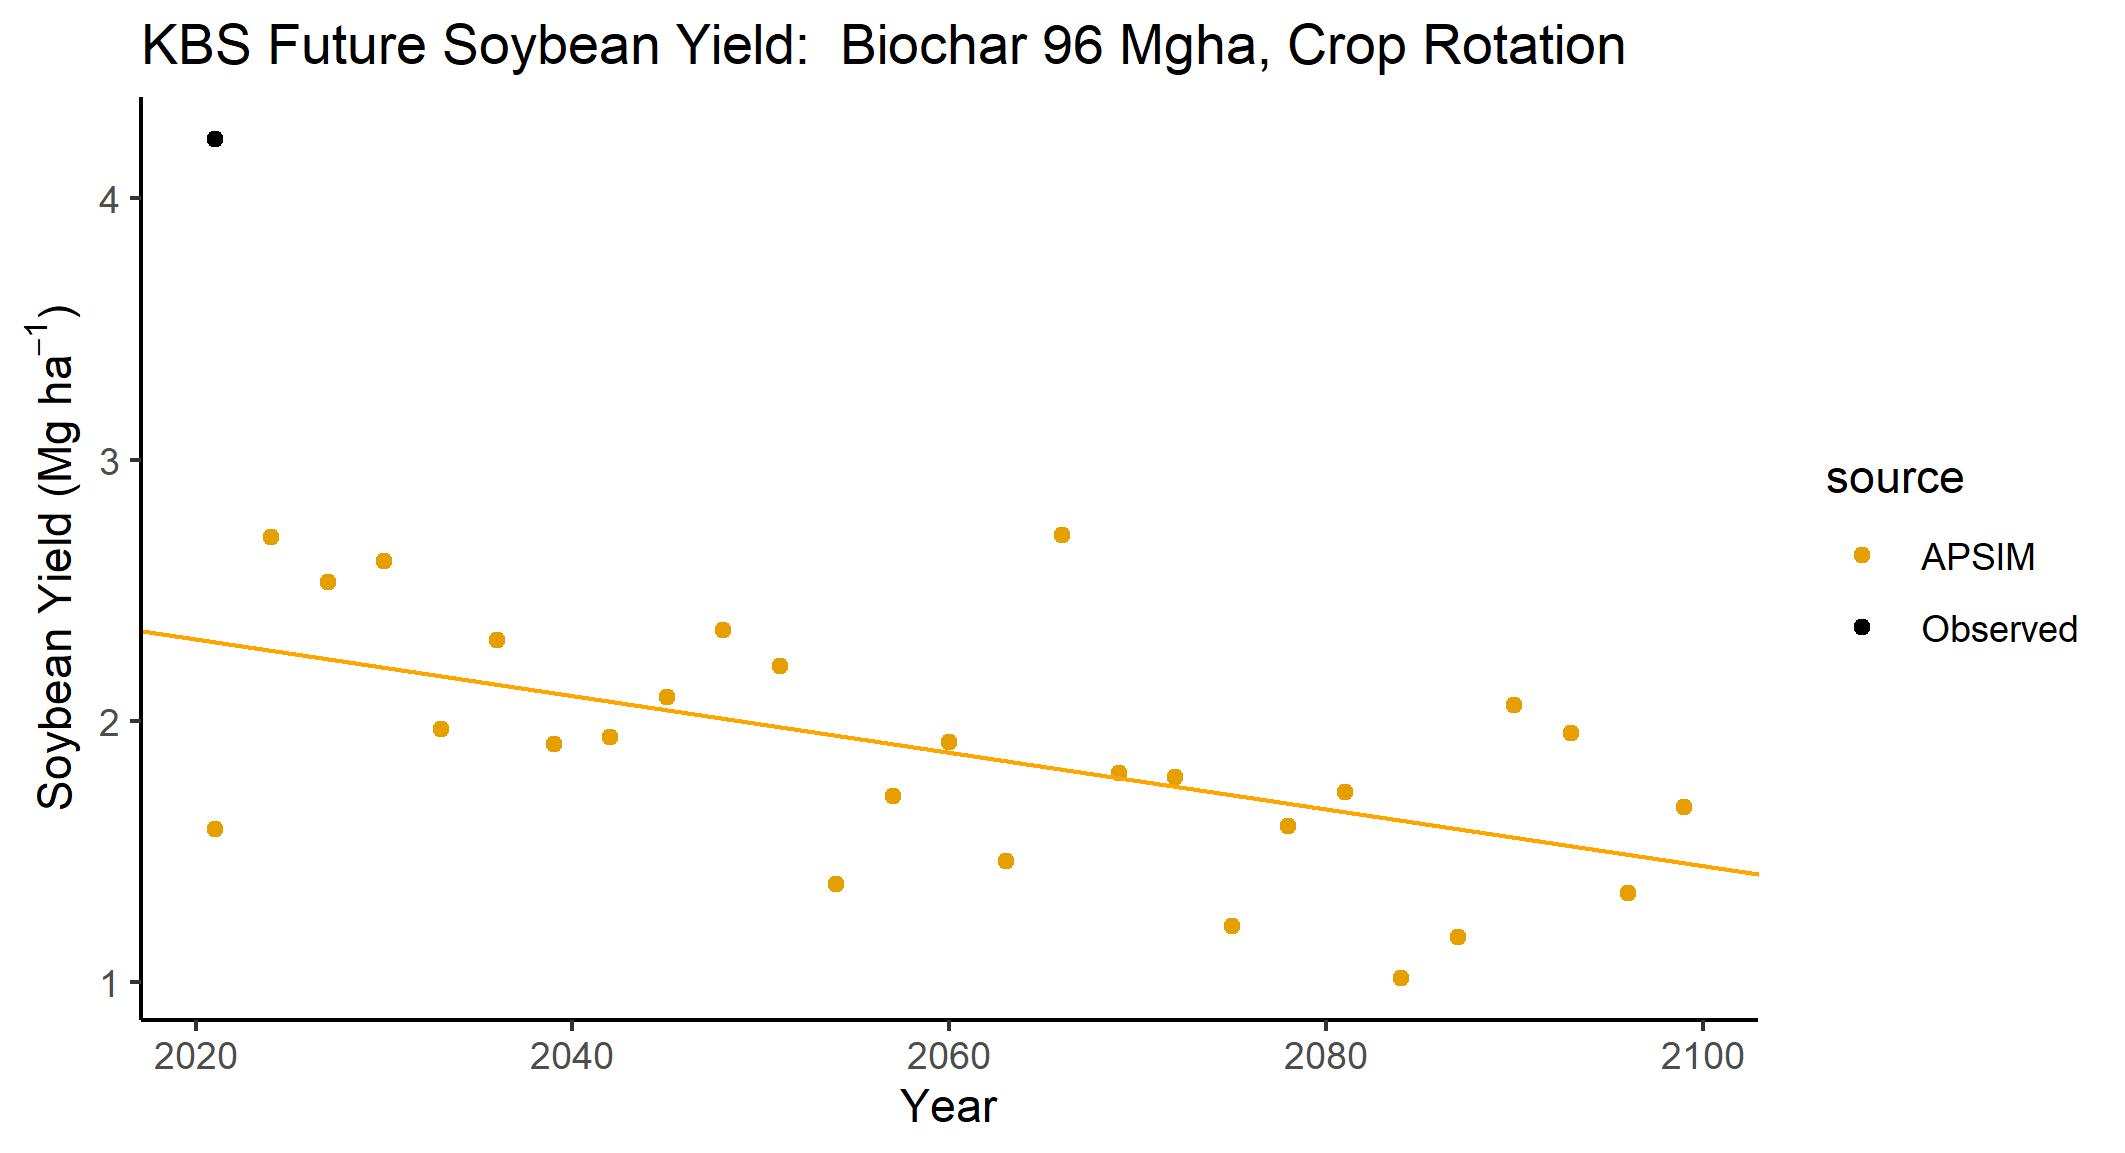 KBS Future Soybean Yield:  Biochar 96 Mgha, Crop Rotation
Soybean Yield (Mg ha⁻¹)
4
3
2
1
2020 2040 2060 2080 2100
Year
source
APSIM
Observed